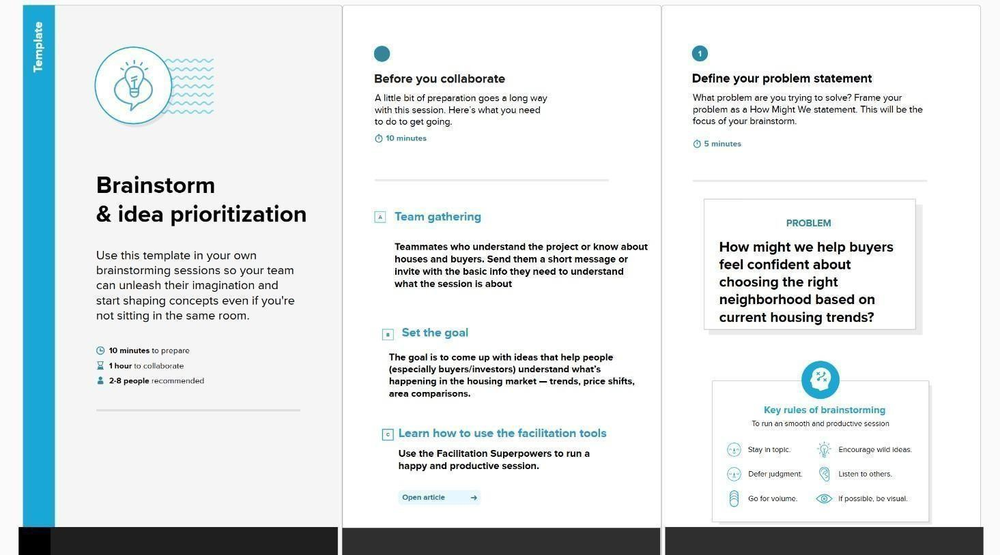 Template
Brainstorm
& idea prioritization
Use this template in your own
brainstorming sessions so your team
can unleash their imagination and
start shaping concepts even if you're
not sitting in the same room.
10 minutes to prepare
1 hour to collaborate
2-8 people recommended
Before you collaborate
A little bit of preparation goes a long way
with this session. Here's what you need
to do to get going.
10 minutes
A Team gathering
Teammates who understand the project or know about
houses and buyers. Send them a short message or
invite with the basic info they need to understand
what the session is about
B Set the goal
The goal is to come up with ideas that help people
(especially buyers/investors) understand what's
happening in the housing market — trends, price shifts,
area comparisons.
C Learn how to use the facilitation tools
Use the Facilitation Superpowers to run a
happy and productive session.
Open article
1
Define your problem statement
What problem are you trying to solve? Frame your
problem as a How Might We statement. This will be the
focus of your brainstorm.
5 minutes
PROBLEM
How might we help buyers
feel confident about
choosing the right
neighborhood based on
current housing trends?
Key rules of brainstorming
To run an smooth and productive session
Stay in topic.
Encourage wild ideas.
Defer judgment.
Listen to others.
Go for volume.
If possible, be visual.